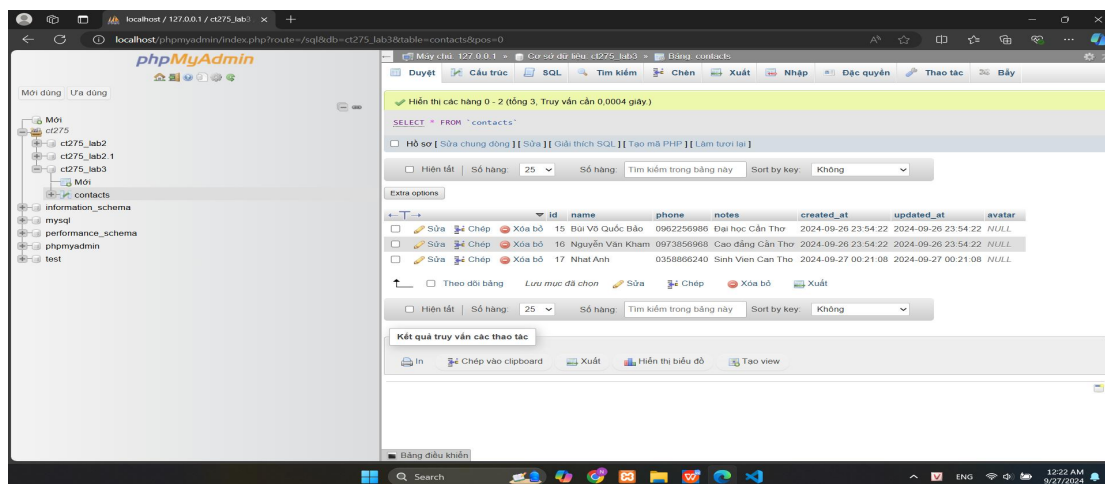 localhost / 127.0.0.1 / ct275_lab3
localhost/phpmyadmin/index.php?route=/sql&db=ct275_lab3&table=contacts&pos=0
phpMyAdmin
Mới dùng Ưa dùng
Mới
ct275
ct275_lab2
ct275_lab2.1
ct275_lab3
Mới
contacts
information_schema
mysql
performance_schema
phpmyadmin
test
Máy chủ: 127.0.0.1 » Cơ sở dữ liệu: ct275_lab3 » Bảng: contacts
Duyệt Cấu trúc SQL Tìm kiếm Chèn Xuất Nhập Đặc quyền Thao tác Bẫy
Hiển thị các hàng 0 - 2 (tổng 3, Truy vấn cần 0,0004 giây.)
SELECT * FROM `contacts`
Hồ sơ [ Sửa chung dòng ] [ Sửa ] [ Giải thích SQL ] [ Tạo mã PHP ] [ Làm tươi lại ]
Hiện tất | Số hàng: 25 Số hàng: Tìm kiếm trong bảng này Sort by key: Không
Extra options
←T→ id name phone notes created_at updated_at avatar
Sửa Chép Xóa bỏ 15 Bùi Võ Quốc Bảo 0962256986 Đại học Cần Thơ 2024-09-26 23:54:22 2024-09-26 23:54:22 NULL
Sửa Chép Xóa bỏ 16 Nguyễn Văn Kham 0973856968 Cao đẳng Cần Thơ 2024-09-26 23:54:22 2024-09-26 23:54:22 NULL
Sửa Chép Xóa bỏ 17 Nhat Anh 0358866240 Sinh Vien Can Tho 2024-09-27 00:21:08 2024-09-27 00:21:08 NULL
Theo dõi bảng Lưu mục đã chọn Sửa Chép Xóa bỏ Xuất
Hiện tất | Số hàng: 25 Số hàng: Tìm kiếm trong bảng này Sort by key: Không
Kết quả truy vấn các thao tác
In Chép vào clipboard Xuất Hiển thị biểu đồ Tạo view
Bảng điều khiển
Search
ENG
12:22 AM
9/27/2024